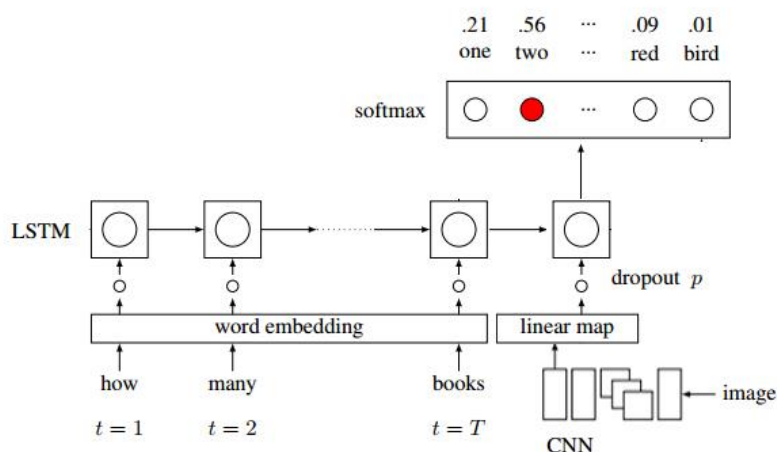 .21 .56 ... .09 .01
one two ... red bird
softmax ...
LSTM
dropout p
word embedding linear map
how many books
image
t = 1 t = 2 t = T
CNN